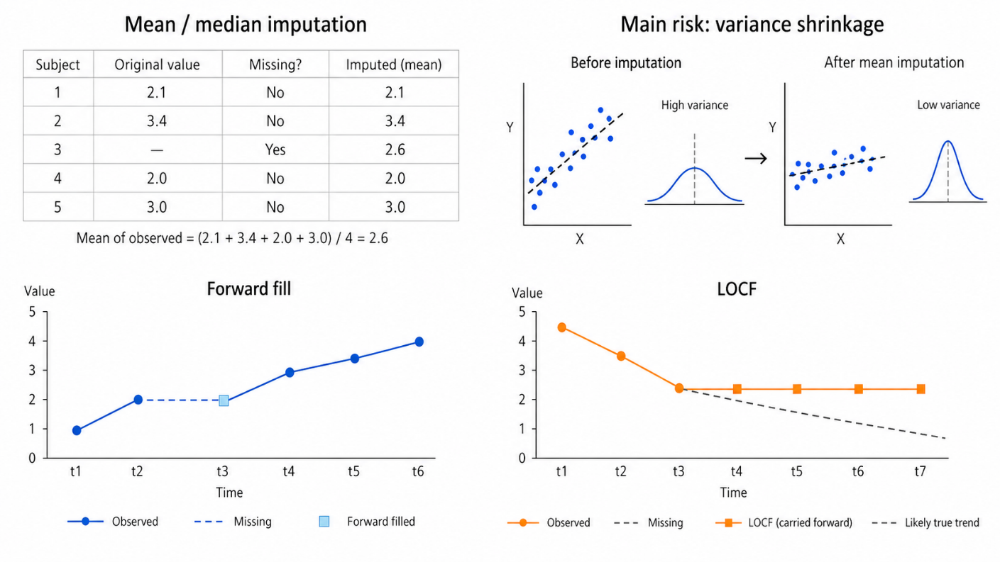 Mean / median imputation
Subject Original value Missing? Imputed (mean)
1 2.1 No 2.1
2 3.4 No 3.4
3 — Yes 2.6
4 2.0 No 2.0
5 3.0 No 3.0
Mean of observed = (2.1 + 3.4 + 2.0 + 3.0) / 4 = 2.6
Main risk: variance shrinkage
Before imputation
After mean imputation
High variance
Low variance
Y
X
Y
X
Forward fill
Value
5
4
3
2
1
0
t1 t2 t3 t4 t5 t6
Time
Observed Missing Forward filled
LOCF
Value
5
4
3
2
1
0
t1 t2 t3 t4 t5 t6 t7
Time
Observed Missing LOCF (carried forward) Likely true trend